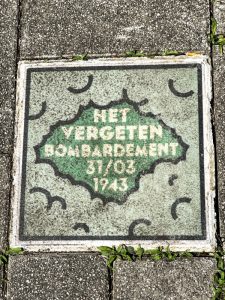 HET
VERGETEN
BOMBARDEMENT
31/03
1943